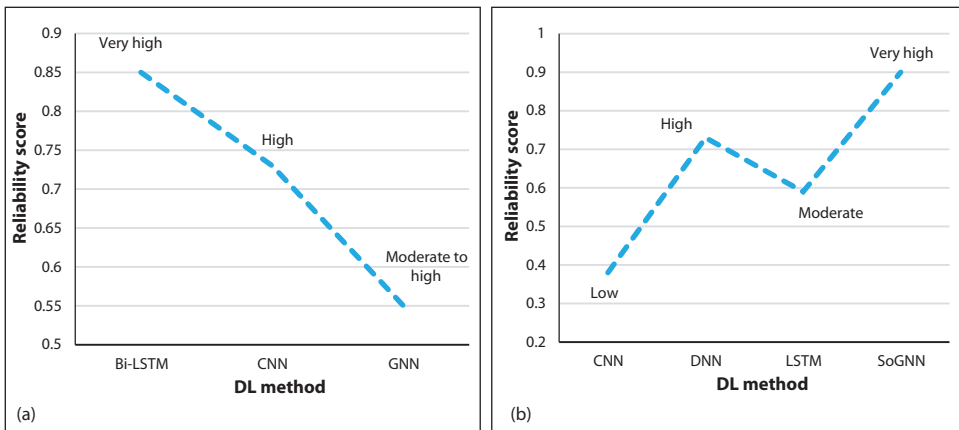 0.9
0.85
0.8
0.75
0.7
0.65
0.6
0.55
0.5
Reliability score
Very high
High
Moderate to
high
Bi-LSTM CNN GNN
DL method
(a)
1
0.9
0.8
0.7
0.6
0.5
0.4
0.3
0.2
Reliability score
Very high
High
Moderate
Low
CNN DNN LSTM SoGNN
DL method
(b)